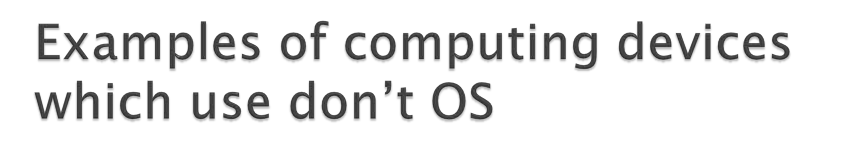 Examples of computing devices
which use don’t OS